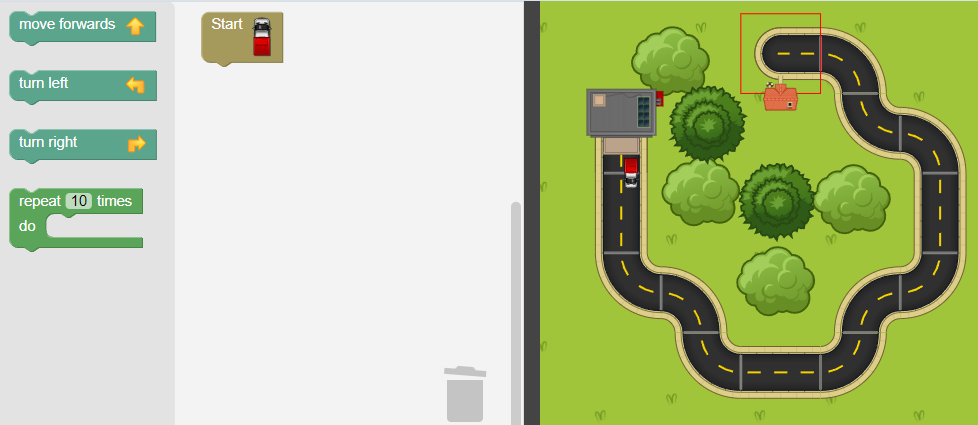 move forwards
turn left
turn right
repeat 10 times
do
Start